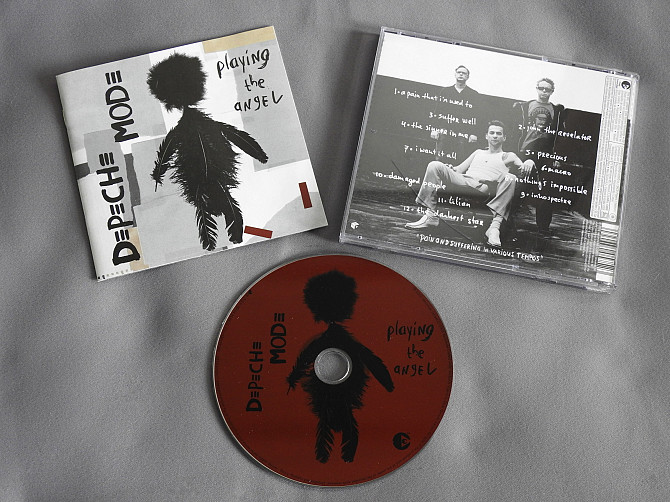 DEPECHE
MODE
playing
the
angel
1• a pain that i'm used to
2• john the revelator
3• suffer well
4• the sinner in me
5• precious
6• macro
7• i want it all
nothing's impossible
9• introspectre
10• damaged people
11• lilian
12• the darkest star
"PAIN AND SUFFERING in VARIOUS TEMPOS"
DEPECHE
MODE
playing
the
angel